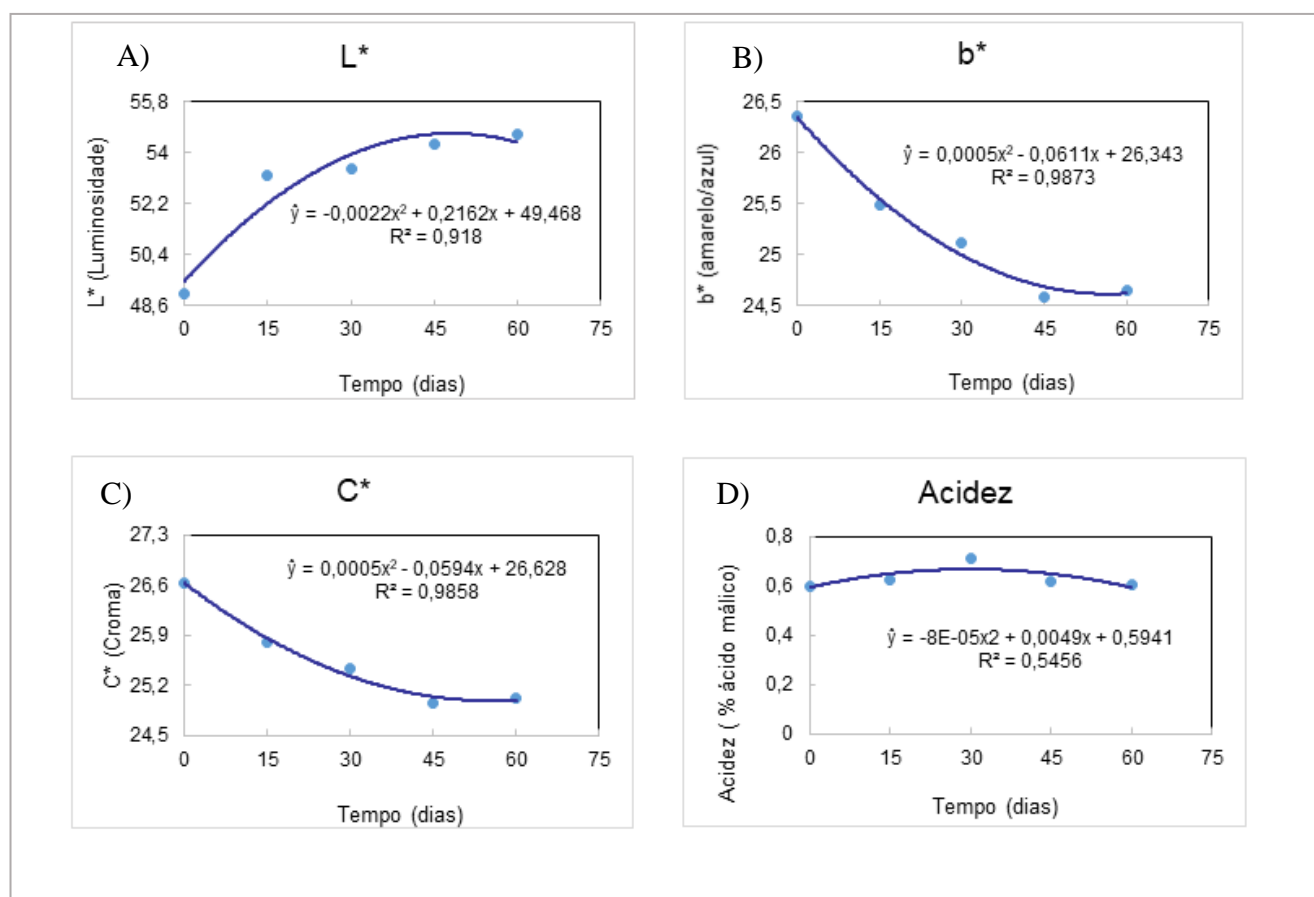 A)
L*
L* (Luminosidade)
55,8
54
52,2
50,4
48,6
ŷ = -0,0022x² + 0,2162x + 49,468
R² = 0,918
0 15 30 45 60 75
Tempo (dias)
B)
b*
b* (amarelo/azul)
26,5
26
25,5
25
24,5
ŷ = 0,0005x² - 0,0611x + 26,343
R² = 0,9873
0 15 30 45 60 75
Tempo (dias)
C)
C*
C* (Croma)
27,3
26,6
25,9
25,2
24,5
ŷ = 0,0005x² - 0,0594x + 26,628
R² = 0,9858
0 15 30 45 60 75
Tempo (dias)
D)
Acidez
Acidez ( % ácido málico)
0,8
0,6
0,4
0,2
0
ŷ = -8E-05x2 + 0,0049x + 0,5941
R² = 0,5456
0 15 30 45 60 75
Tempo (dias)